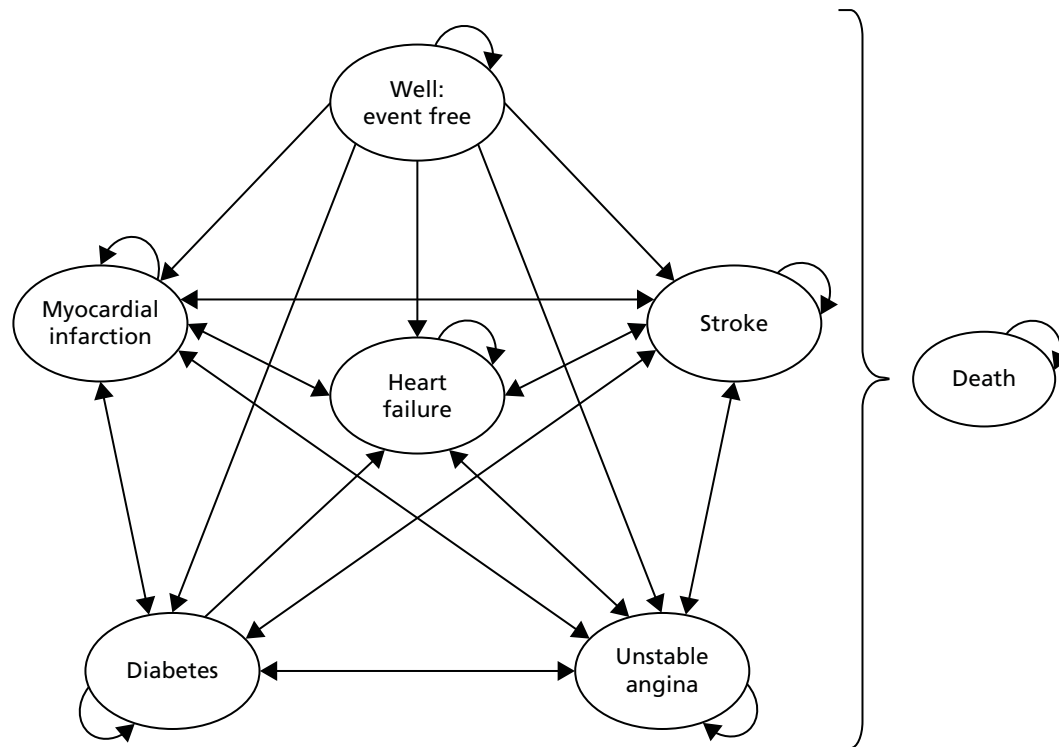 Well:
event free
Myocardial
infarction
Stroke
Heart
failure
Death
Diabetes
Unstable
angina